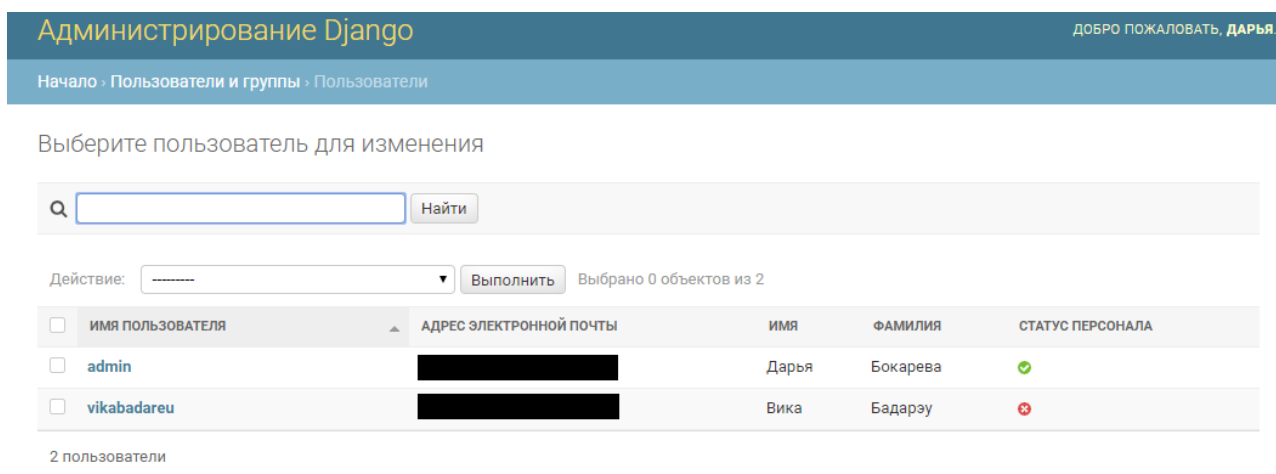 Администрирование Django
ДОБРО ПОЖАЛОВАТЬ, ДАРЬЯ.
Начало › Пользователи и группы › Пользователи
Выберите пользователь для изменения
Найти
Действие: --------- Выполнить Выбрано 0 объектов из 2
ИМЯ ПОЛЬЗОВАТЕЛЯ АДРЕС ЭЛЕКТРОННОЙ ПОЧТЫ ИМЯ ФАМИЛИЯ СТАТУС ПЕРСОНАЛА
admin Дарья Бокарева
vikabadareu Вика Бадарэу
2 пользователи